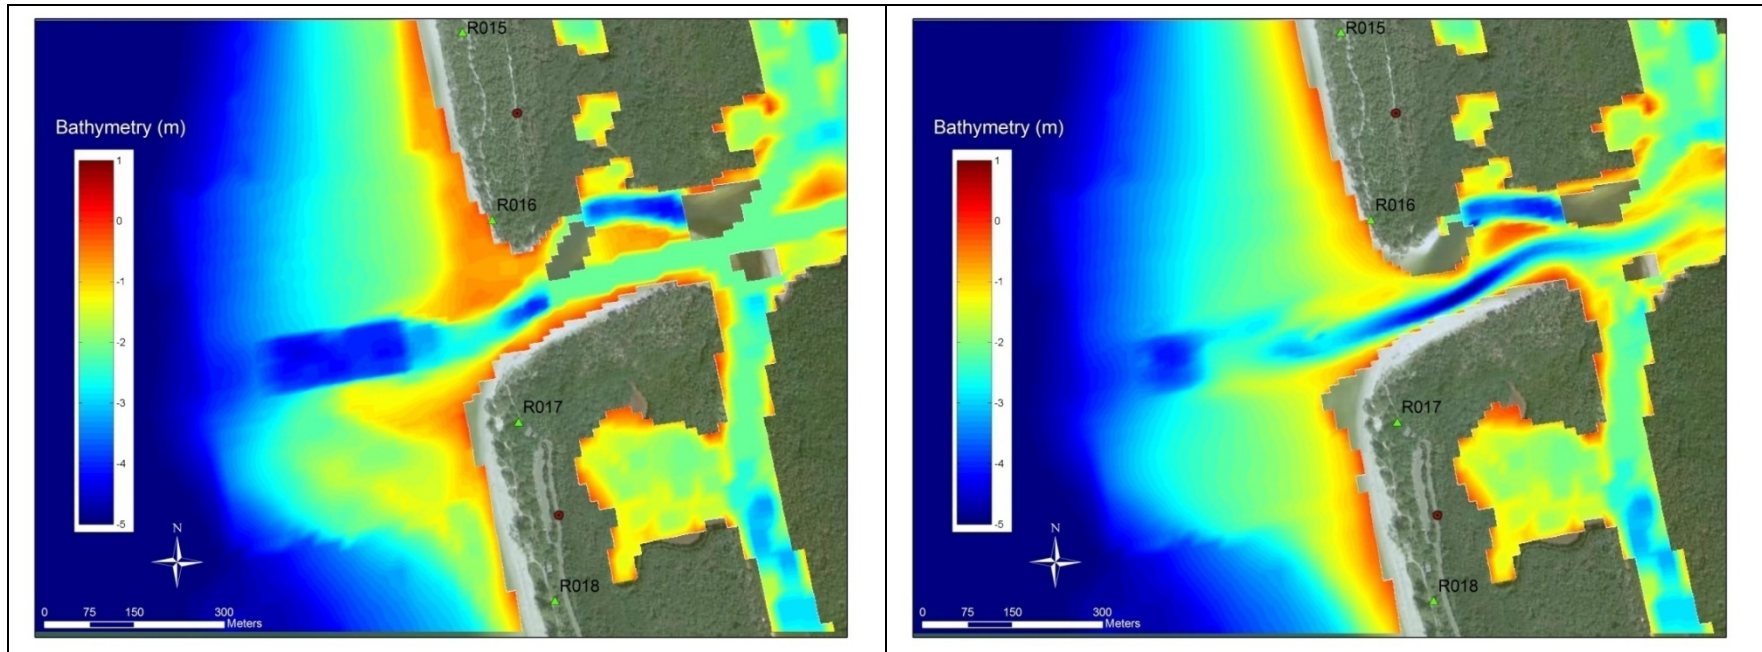 R015
Bathymetry (m)
1
0
-1
-2
-3
-4
-5
R016
R017
R018
N
0 75 150 300
Meters
R015
Bathymetry (m)
1
0
-1
-2
-3
-4
-5
R016
R017
R018
N
0 75 150 300
Meters